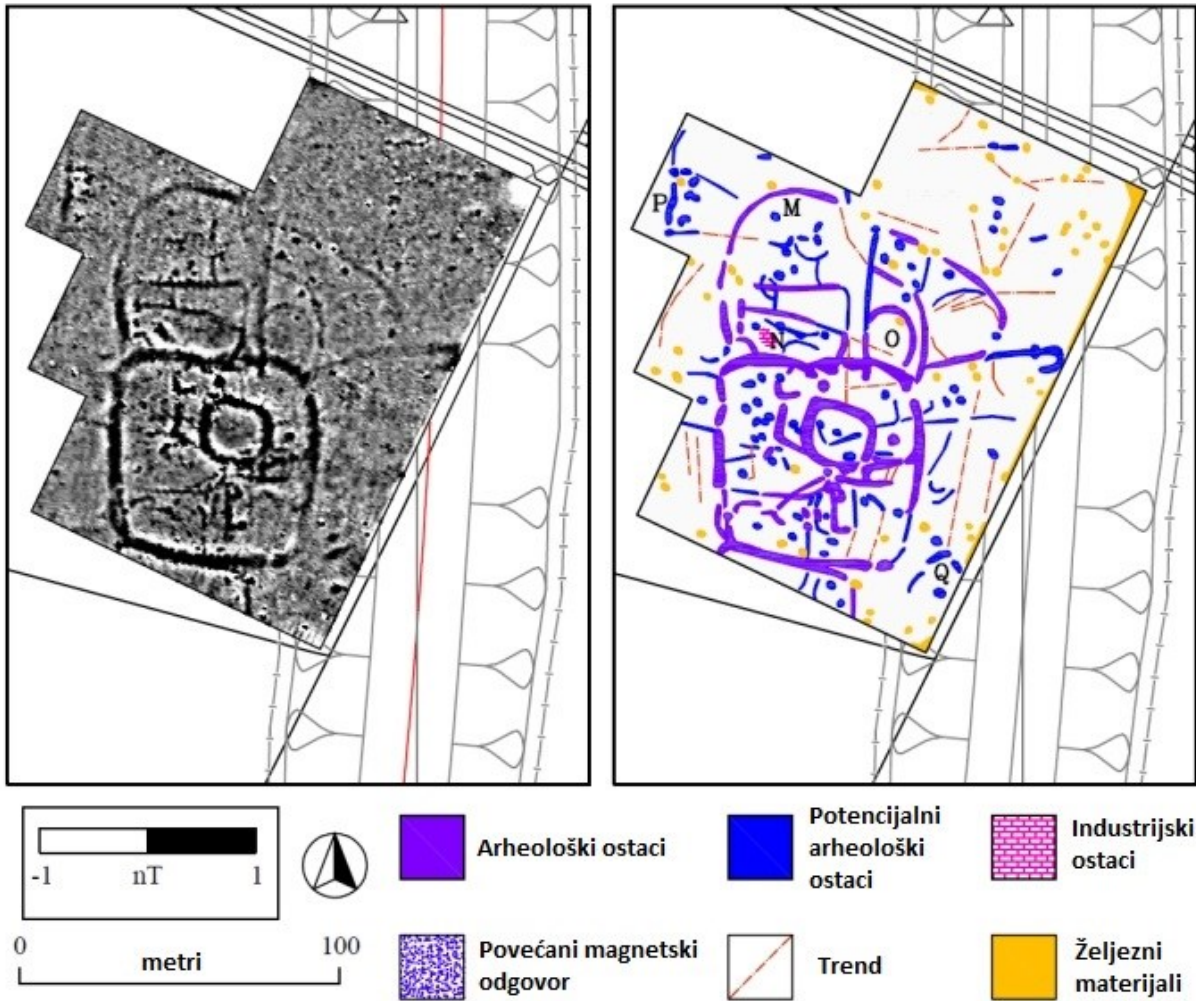 M
P
N
O
Q
-1 nT 1
Arheološki ostaci
Potencijalni
arheološki
ostaci
Industrijski
ostaci
0 100
metri
Povećani magnetski
odgovor
Trend
Željezni
materijali